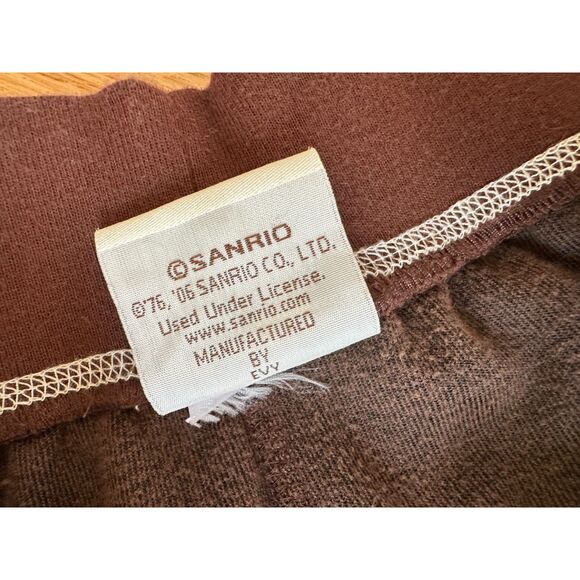 ©SANRIO
©'76, '06 SANRIO CO., LTD.
Used Under License.
www.sanrio.com
MANUFACTURED
BY
EVY